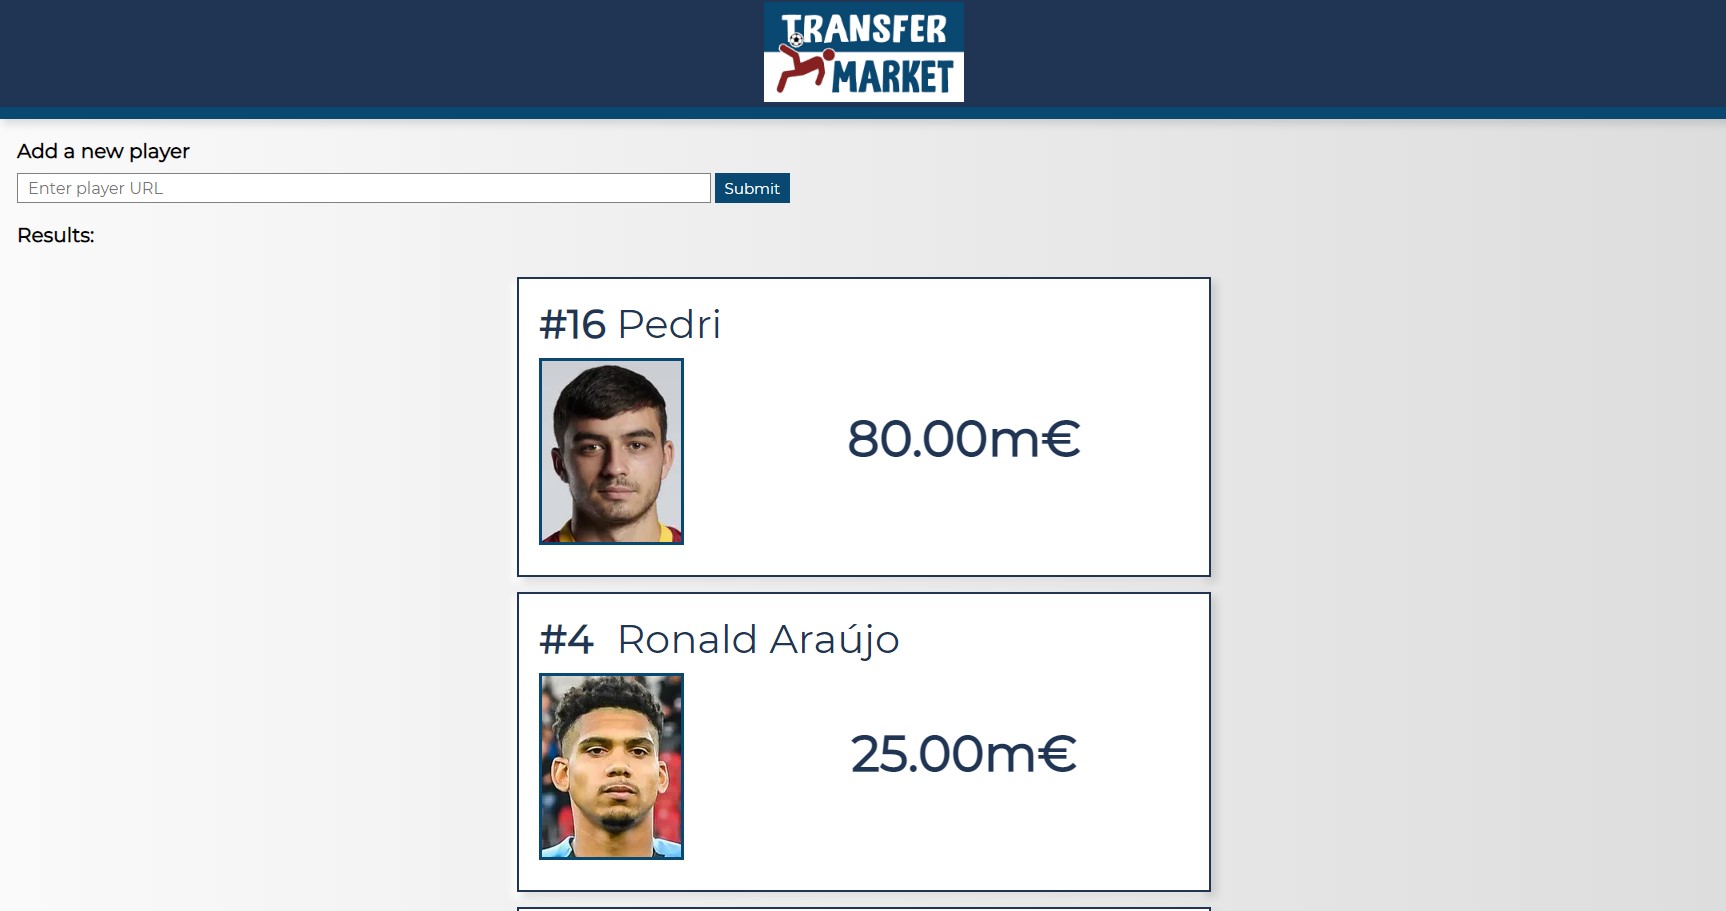 TRANSFER
MARKET
Add a new player
Enter player URL
Submit
Results:
#16 Pedri
80.00m€
#4 Ronald Araújo
25.00m€